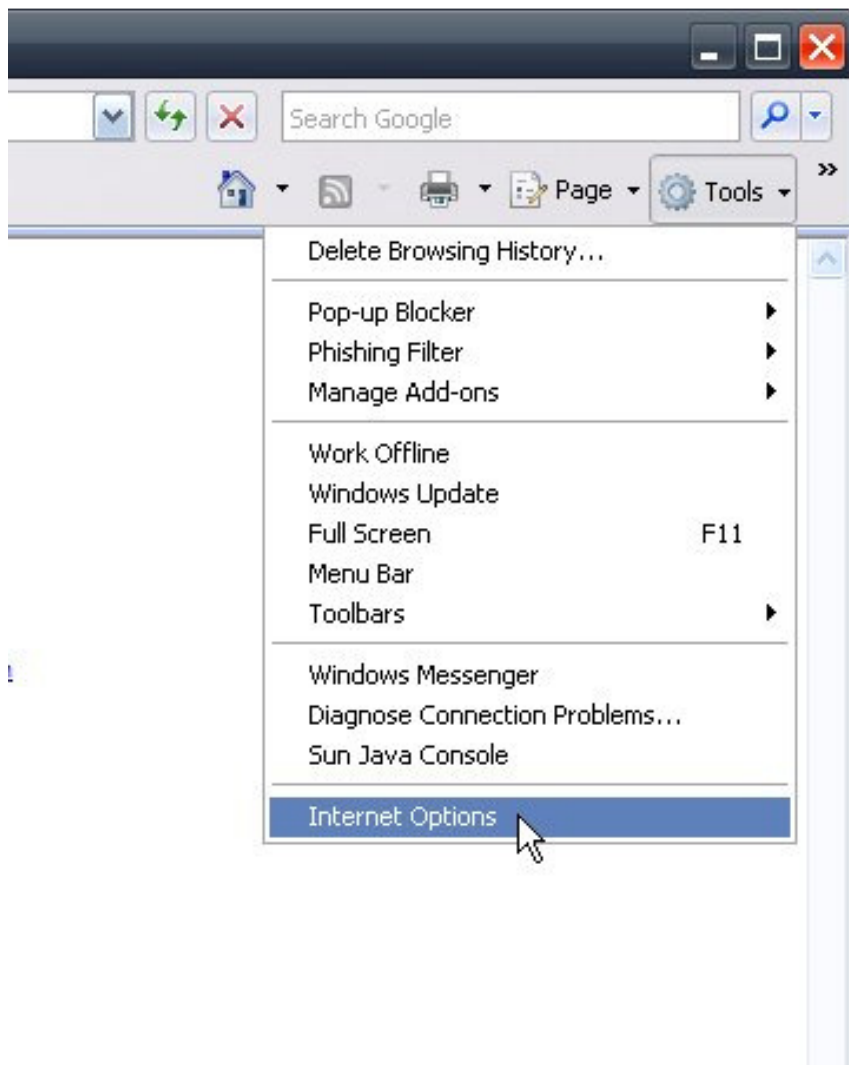 Search Google
Page
Tools
Delete Browsing History...
Pop-up Blocker
Phishing Filter
Manage Add-ons
Work Offline
Windows Update
Full Screen F11
Menu Bar
Toolbars
Windows Messenger
Diagnose Connection Problems...
Sun Java Console
Internet Options